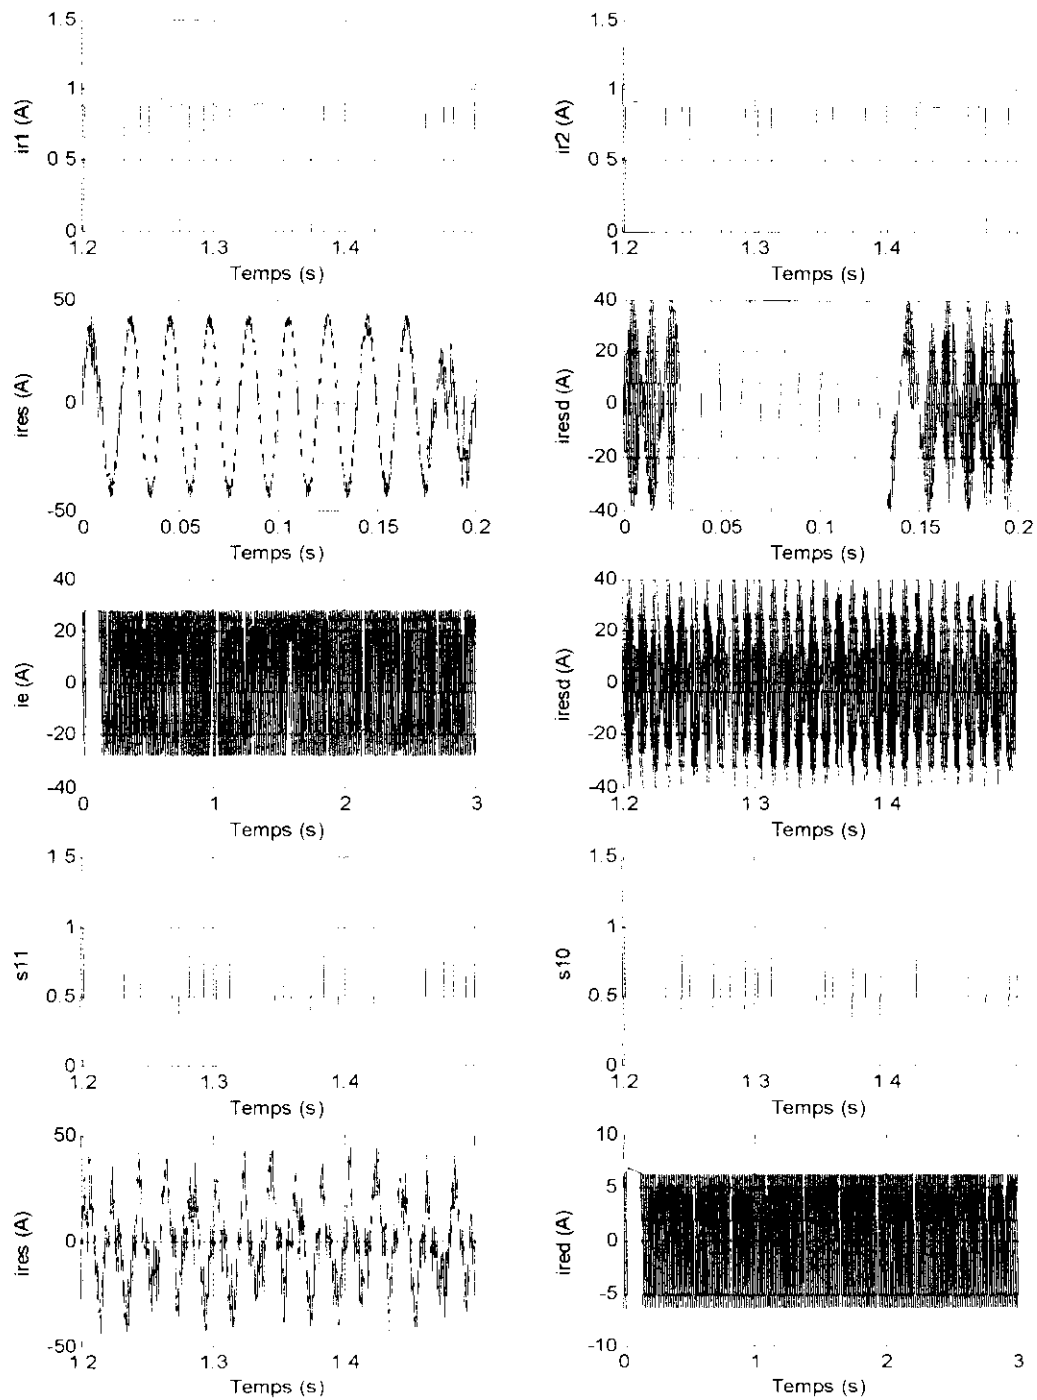 1.5
1
0.5
0
ir1 (A)
1.2 1.3 1.4
Temps (s)
1.5
1
0.5
0
ir2 (A)
1.2 1.3 1.4
Temps (s)
50
0
-50
ires (A)
0 0.05 0.1 0.15 0.2
Temps (s)
40
20
0
-20
-40
iresd (A)
0 0.05 0.1 0.15 0.2
Temps (s)
40
20
0
-20
-40
ie (A)
0 1 2 3
Temps (s)
40
20
0
-20
-40
iresd (A)
1.2 1.3 1.4
Temps (s)
1.5
1
0.5
0
s11
1.2 1.3 1.4
Temps (s)
1.5
1
0.5
0
s10
1.2 1.3 1.4
Temps (s)
50
0
-50
ires (A)
1.2 1.3 1.4
Temps (s)
10
5
0
-5
-10
ired (A)
0 1 2 3
Temps (s)